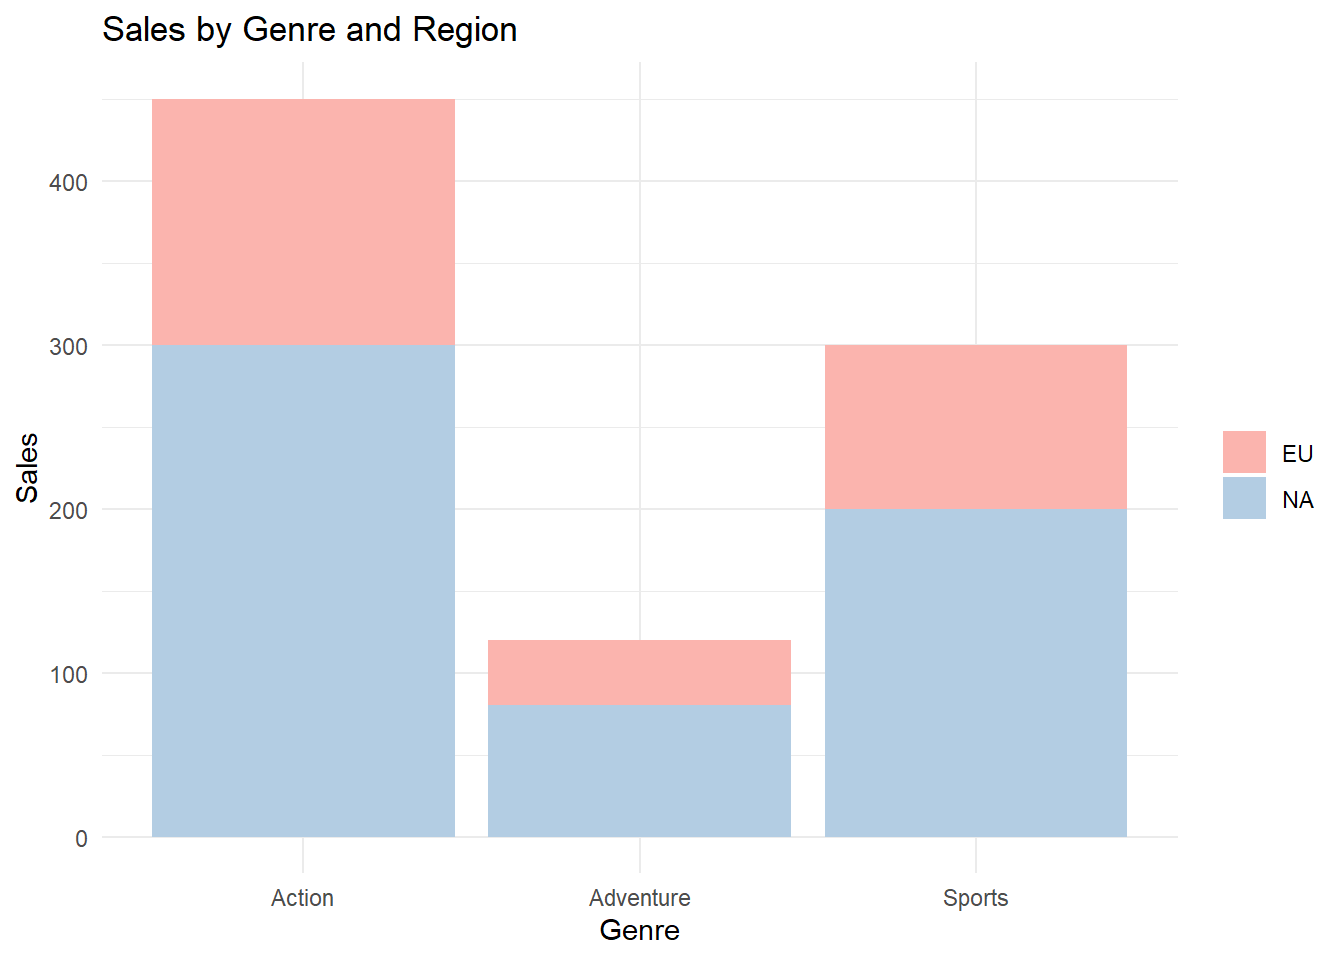 Sales by Genre and Region
Sales
400
300
200
100
0
Action
Adventure
Sports
Genre
EU
NA